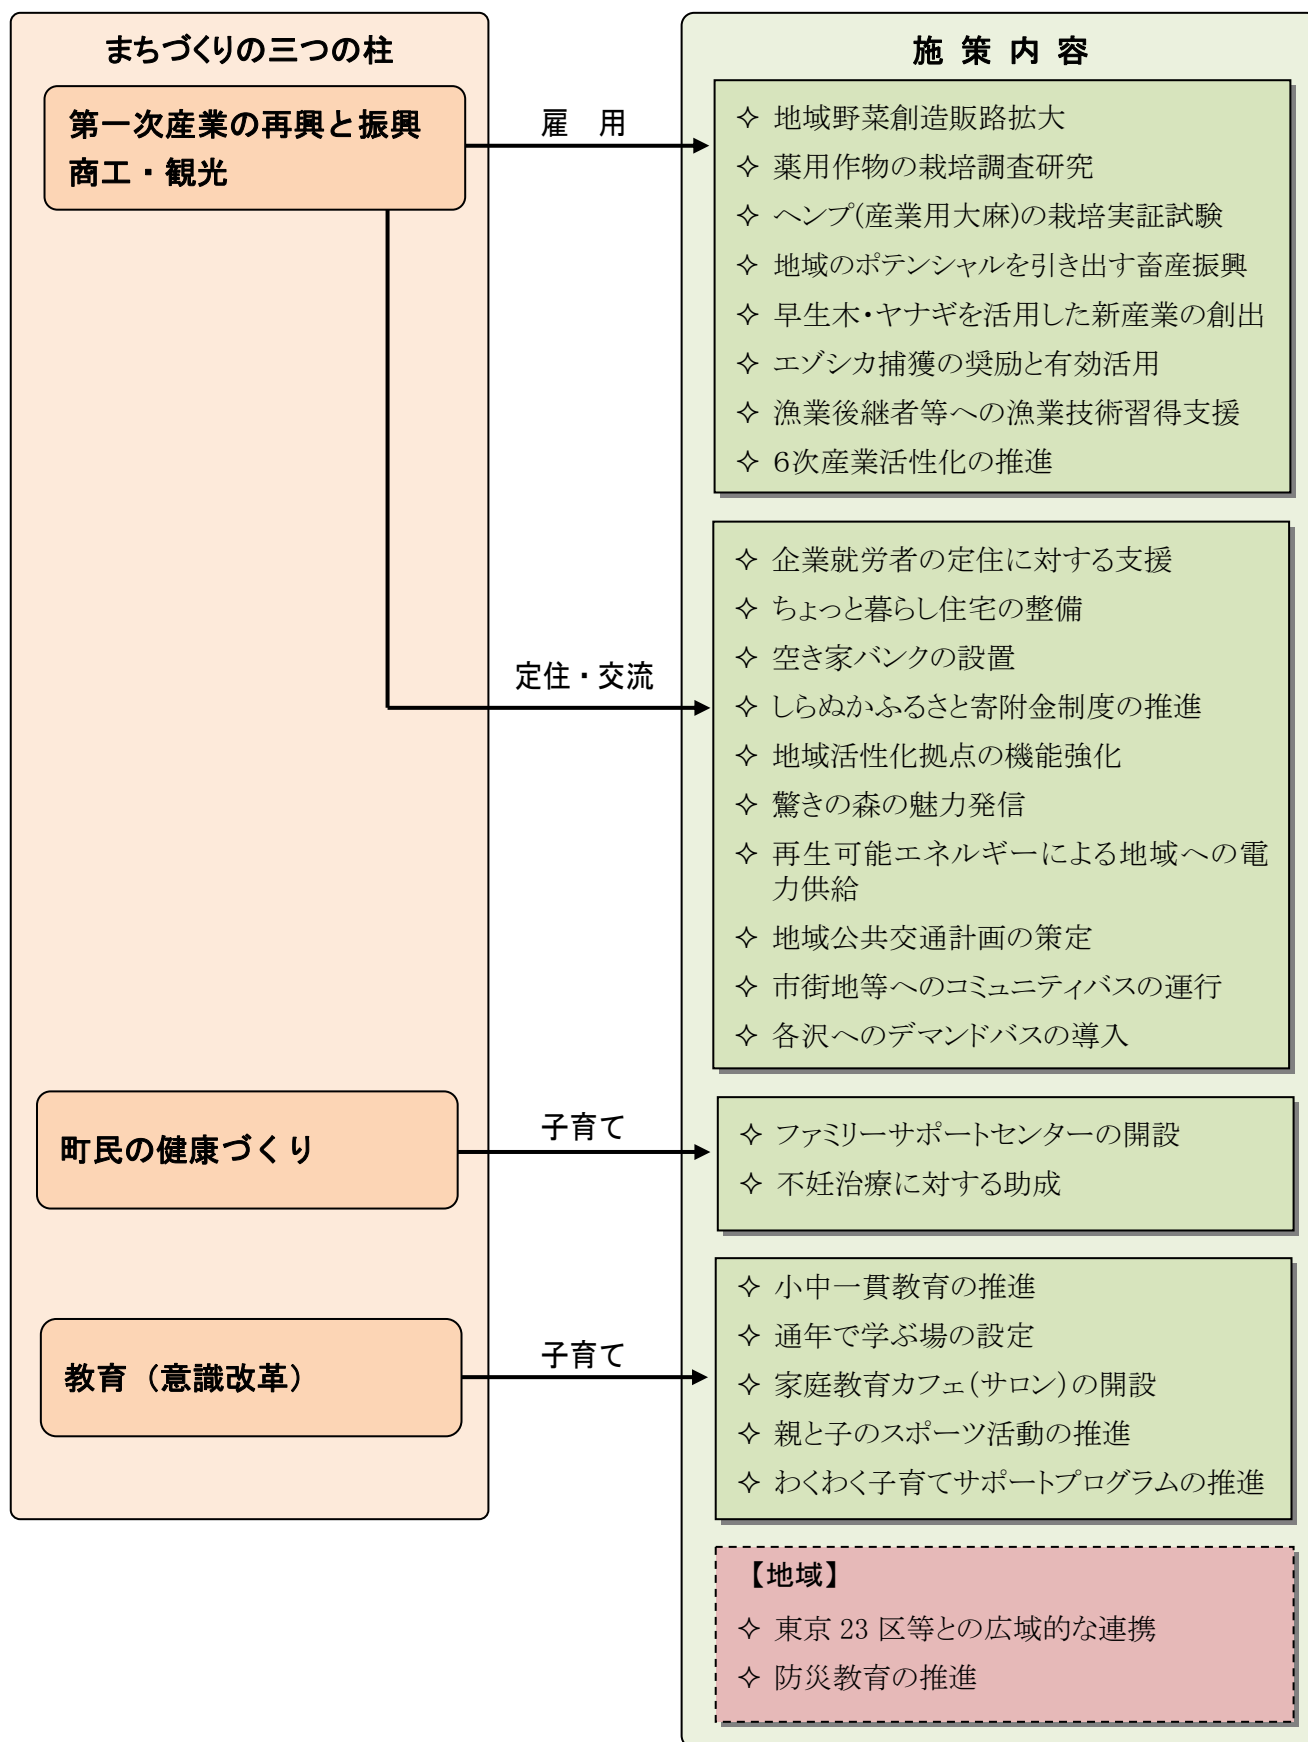 まちづくりの三つの柱
第一次産業の再興と振興
商工・観光
雇　用
定住・交流
町民の健康づくり
子育て
教育（意識改革）
子育て
施 策 内 容
✧ 地域野菜創造販路拡大
✧ 薬用作物の栽培調査研究
✧ ヘンプ(産業用大麻)の栽培実証試験
✧ 地域のポテンシャルを引き出す畜産振興
✧ 早生木・ヤナギを活用した新産業の創出
✧ エゾシカ捕獲の奨励と有効活用
✧ 漁業後継者等への漁業技術習得支援
✧ 6次産業活性化の推進
✧ 企業就労者の定住に対する支援
✧ ちょっと暮らし住宅の整備
✧ 空き家バンクの設置
✧ しらぬかふるさと寄附金制度の推進
✧ 地域活性化拠点の機能強化
✧ 驚きの森の魅力発信
✧ 再生可能エネルギーによる地域への電
力供給
✧ 地域公共交通計画の策定
✧ 市街地等へのコミュニティバスの運行
✧ 各沢へのデマンドバスの導入
✧ ファミリーサポートセンターの開設
✧ 不妊治療に対する助成
✧ 小中一貫教育の推進
✧ 通年で学ぶ場の設定
✧ 家庭教育カフェ（サロン）の開設
✧ 親と子のスポーツ活動の推進
✧ わくわく子育てサポートプログラムの推進
【地域】
✧ 東京 23 区等との広域的な連携
✧ 防災教育の推進